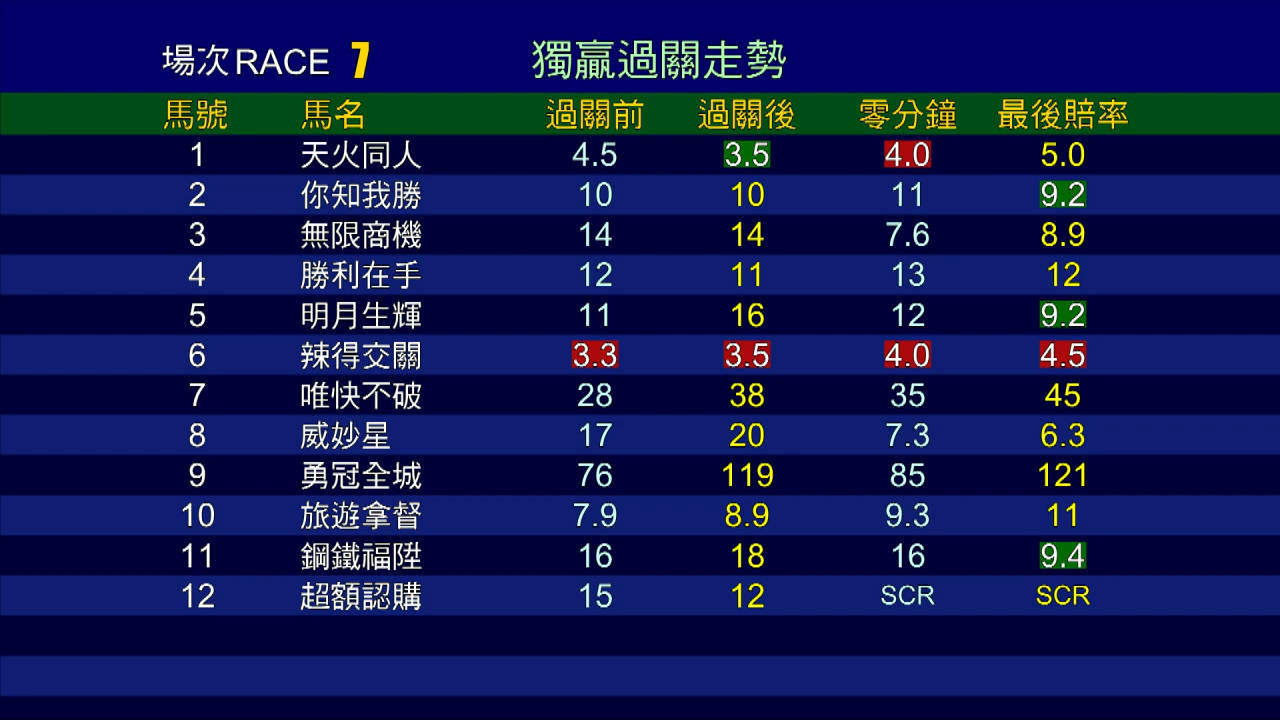 場次RACE 7 獨贏過關走勢
馬號 馬名 過關前 過關後 零分鐘 最後賠率
1 天火同人 4.5 3.5 4.0 5.0
2 你知我勝 10 10 11 9.2
3 無限商機 14 14 7.6 8.9
4 勝利在手 12 11 13 12
5 明月生輝 11 16 12 9.2
6 辣得交關 3.3 3.5 4.0 4.5
7 唯快不破 28 38 35 45
8 威妙星 17 20 7.3 6.3
9 勇冠全城 76 119 85 121
10 旅遊拿督 7.9 8.9 9.3 11
11 鋼鐵福陞 16 18 16 9.4
12 超額認購 15 12 SCR SCR